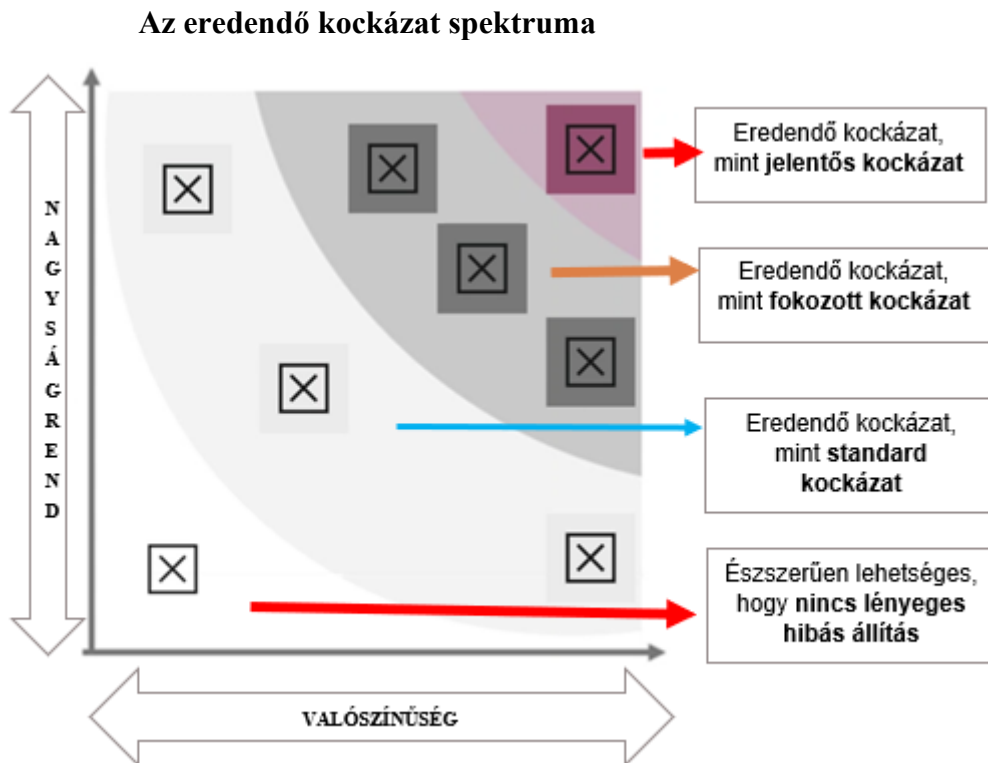 Az eredendő kockázat spektruma
NAGYSÁGREND
Eredendő kockázat,
mint jelentős kockázat
Eredendő kockázat,
mint fokozott kockázat
Eredendő kockázat,
mint standard
kockázat
Észszerűen lehetséges,
hogy nincs lényeges
hibás állítás
VALÓSZÍNŰSÉG